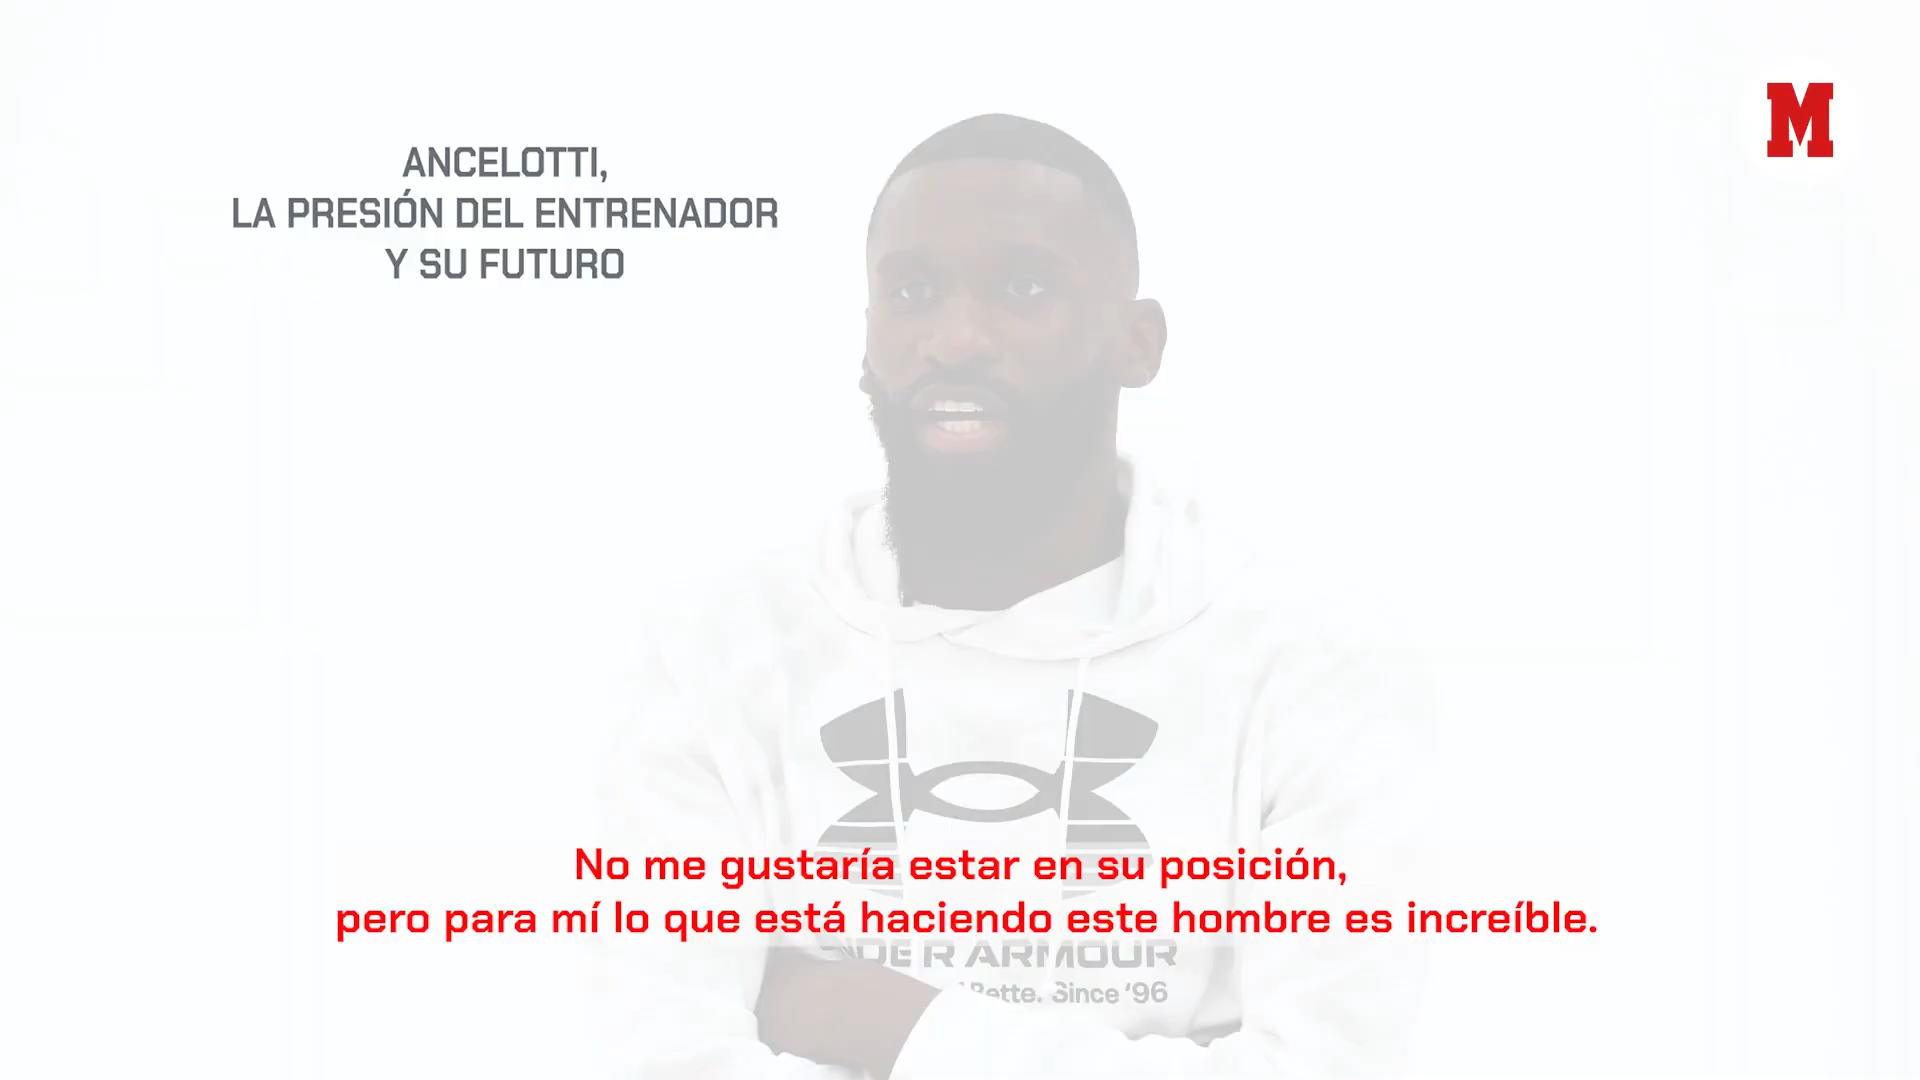 M
ANCELOTTI,
LA PRESIÓN DEL ENTRENADOR
Y SU FUTURO
No me gustaría estar en su posición,
pero para mí lo que está haciendo este hombre es increíble.
ARMOUR
Since '96